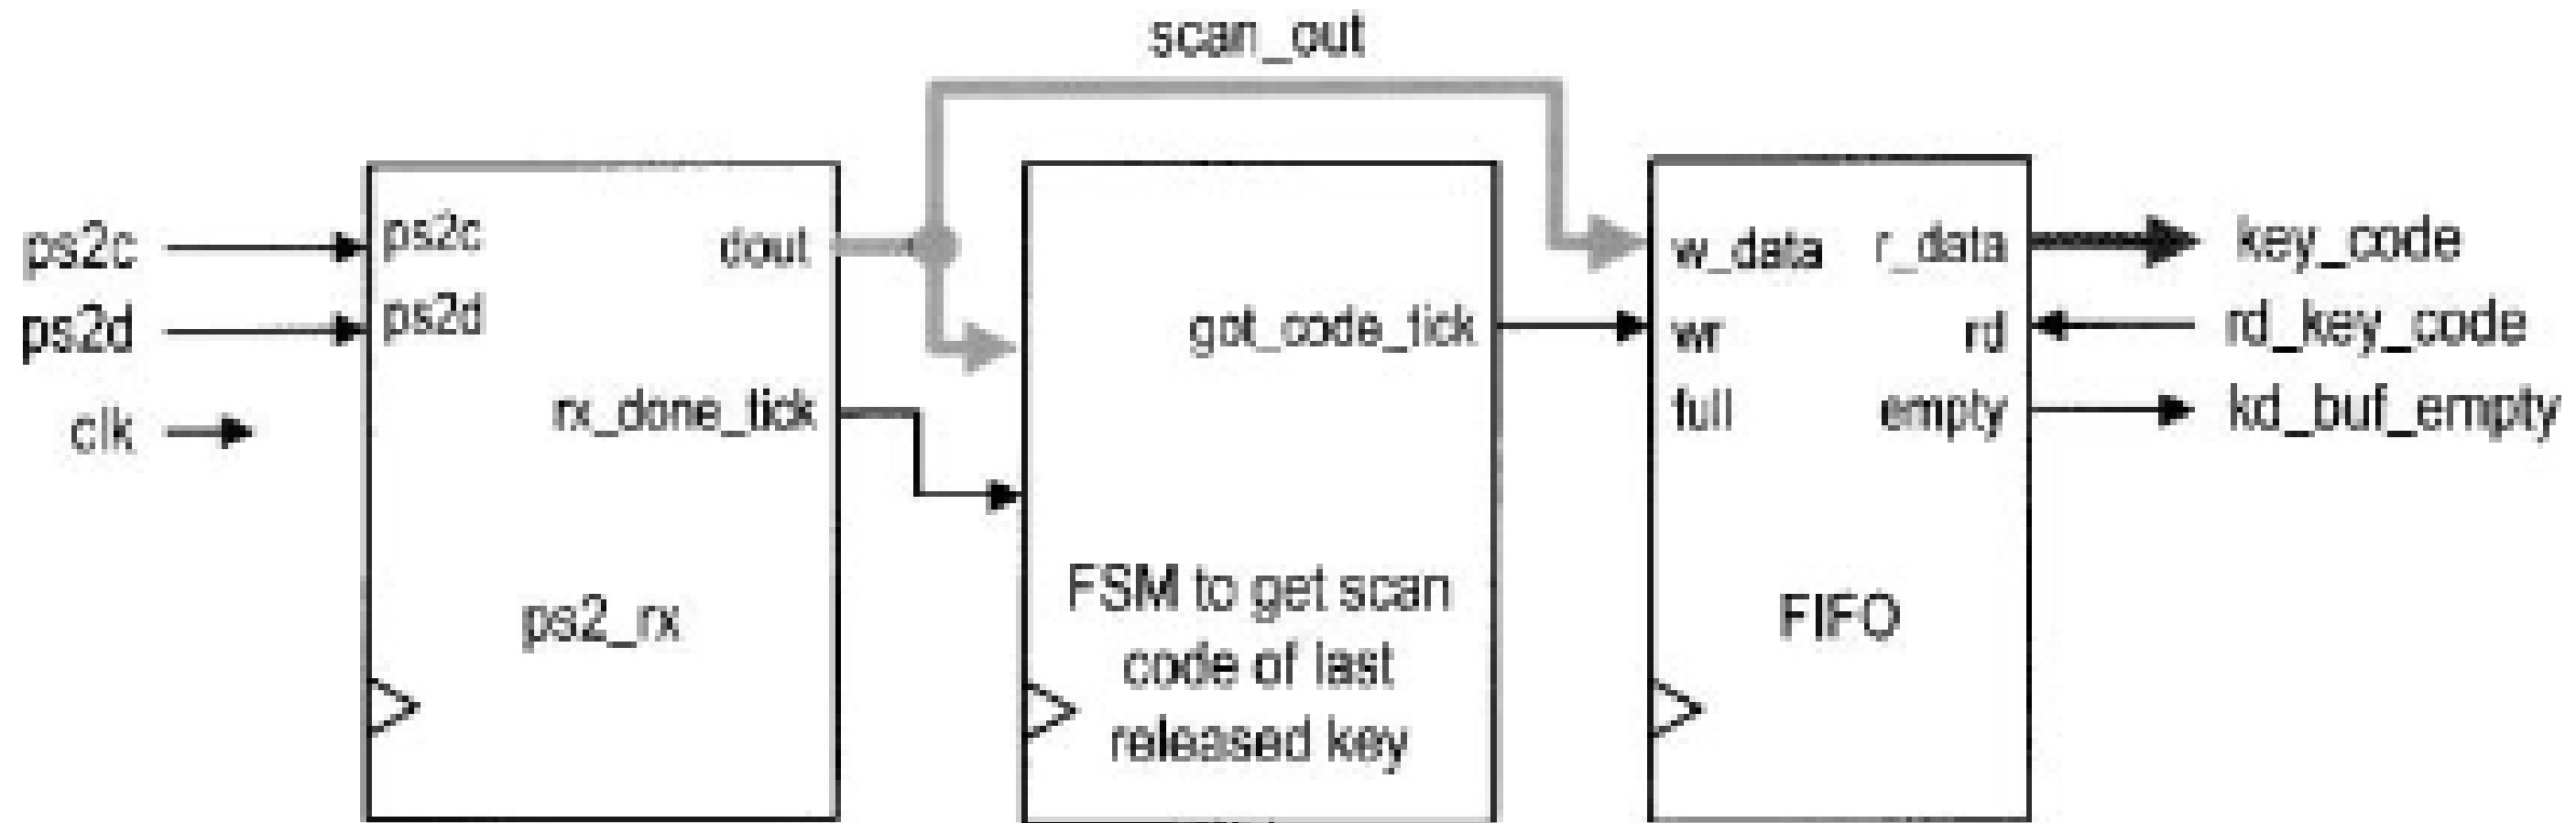 scan_out
ps2c
ps2d
clk
ps2c
ps2d
dout
rx_done_tick
ps2_rx
got_code_tick
FSM to get scan
code of last
released key
w_data
wr
full
r_data
rd
empty
FIFO
key_code
rd_key_code
kd_buf_empty